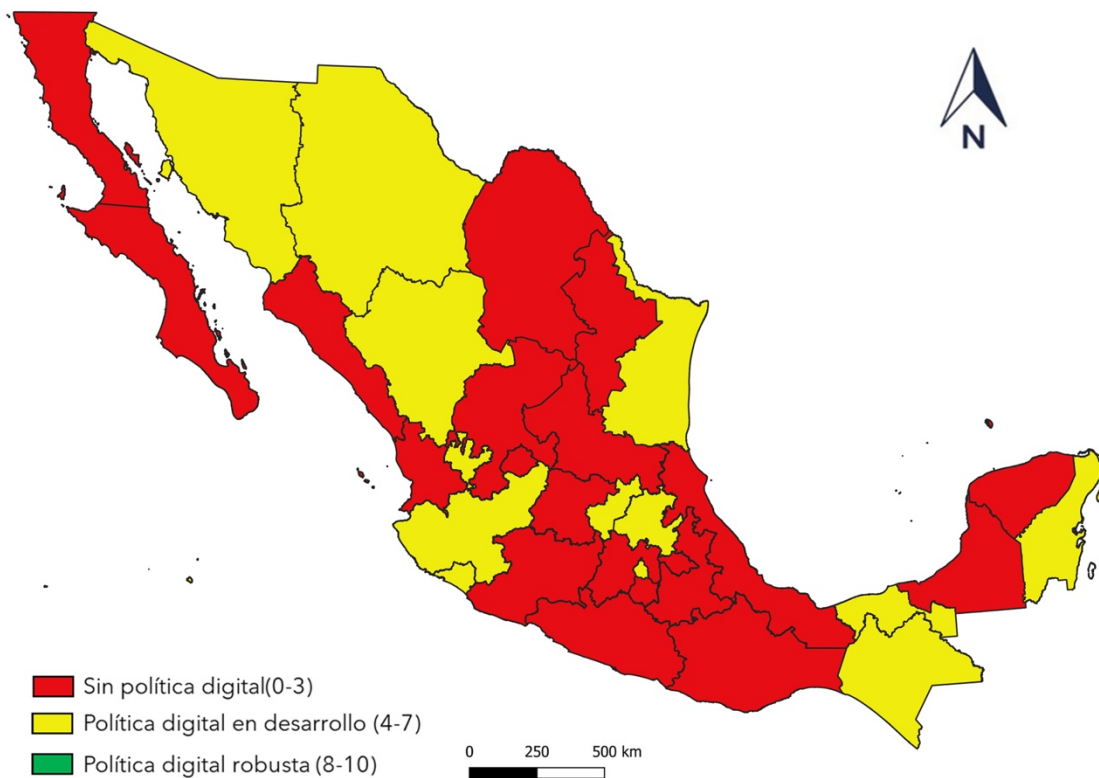 N
Sin política digital(0-3)
Política digital en desarrollo (4-7)
Política digital robusta (8-10)
0 250 500 km